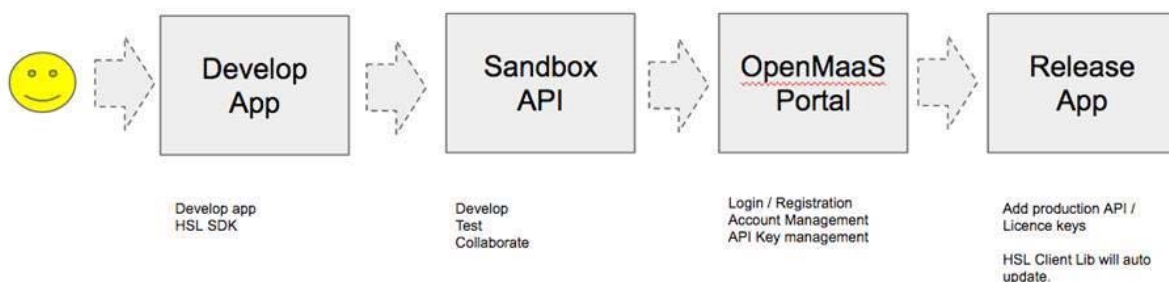 Develop
App
Sandbox
API
OpenMaaS
Portal
Release
App
Develop app
HSL SDK
Develop
Test
Collaborate
Login / Registration
Account Management
API Key management
Add production API /
Licence keys
HSL Client Lib will auto
update.